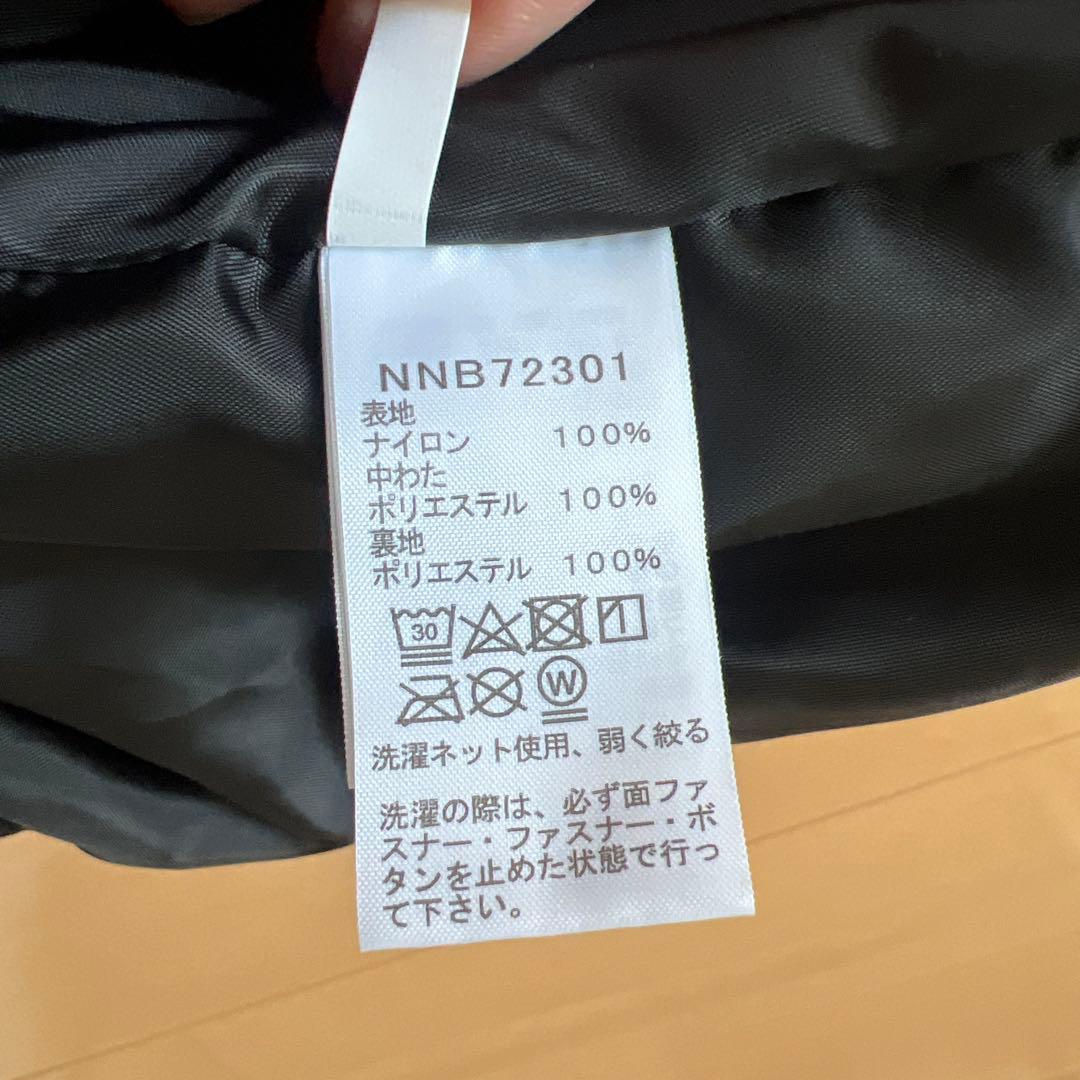 NNB72301
表地
ナイロン 100%
中わた
ポリエステル 100%
裏地
ポリエステル 100%
30
W
洗濯ネット使用、弱く絞る
洗濯の際は、必ず面ファ
スナー・ファスナー・ボ
タンを止めた状態で行っ
て下さい。